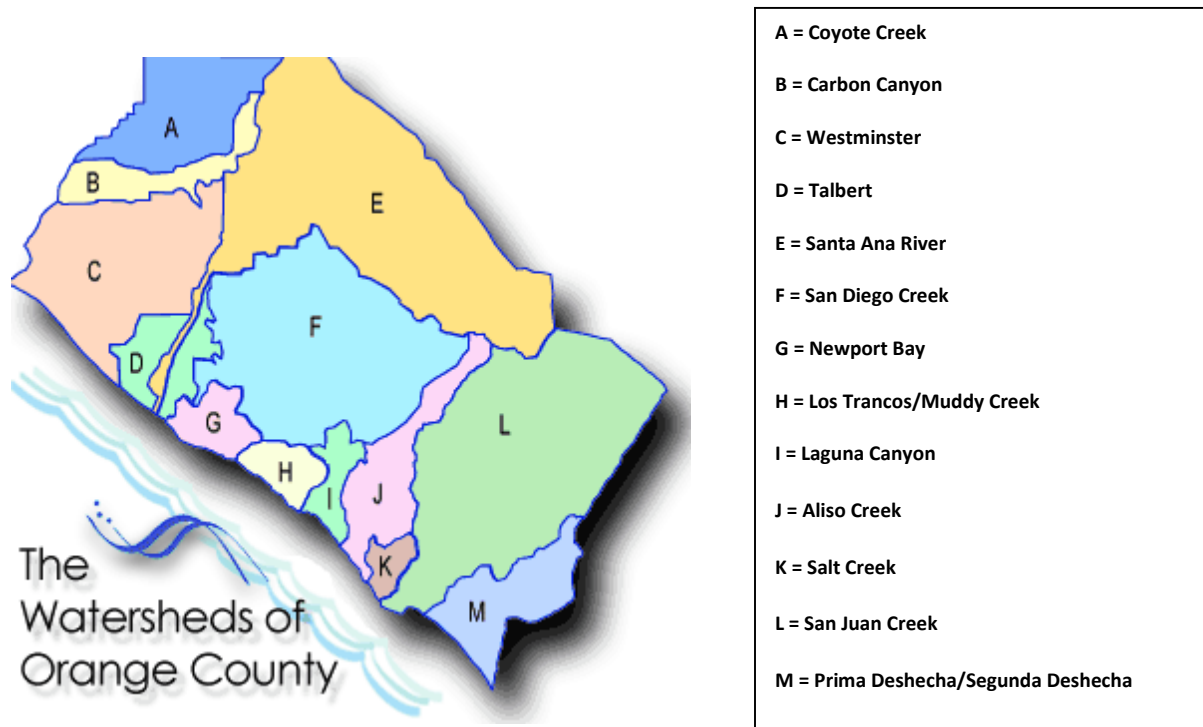 A
B
C
D
E
F
G
H
I
J
K
L
M
The
Watersheds of
Orange County
A = Coyote Creek
B = Carbon Canyon
C = Westminster
D = Talbert
E = Santa Ana River
F = San Diego Creek
G = Newport Bay
H = Los Trancos/Muddy Creek
I = Laguna Canyon
J = Aliso Creek
K = Salt Creek
L = San Juan Creek
M = Prima Deshecha/Segunda Deshecha